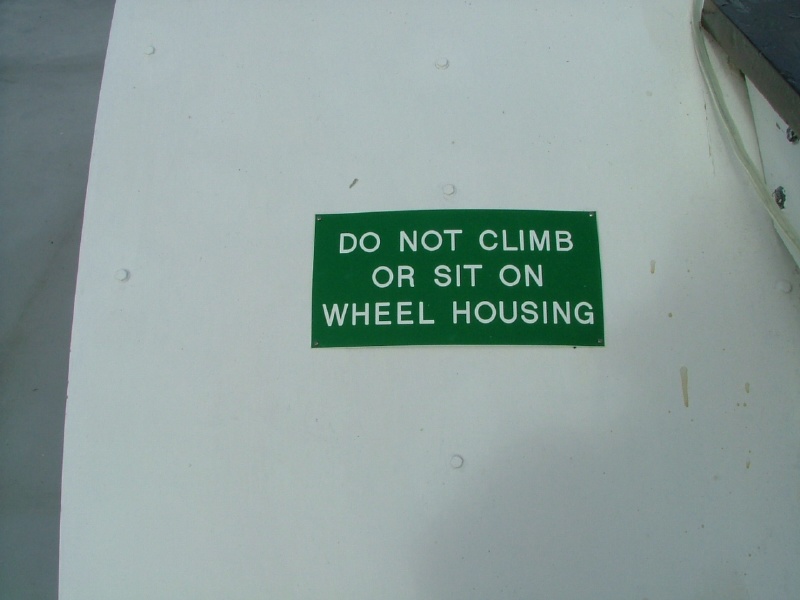 DO NOT CLIMB
OR SIT ON
WHEEL HOUSING